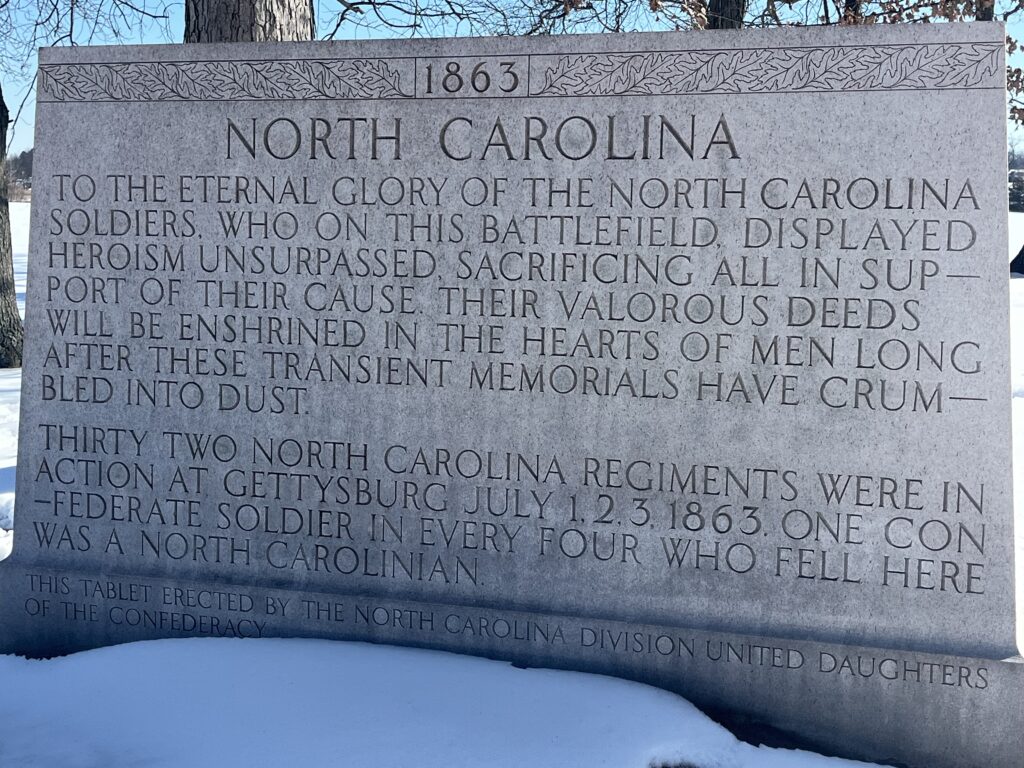 1863
NORTH CAROLINA
TO THE ETERNAL GLORY OF THE NORTH CAROLINA
SOLDIERS, WHO ON THIS BATTLEFIELD, DISPLAYED
HEROISM UNSURPASSED, SACRIFICING ALL IN SUP—
PORT OF THEIR CAUSE. THEIR VALOROUS DEEDS
WILL BE ENSHRINED IN THE HEARTS OF MEN LONG
AFTER THESE TRANSIENT MEMORIALS HAVE CRUM—
BLED INTO DUST.
THIRTY TWO NORTH CAROLINA REGIMENTS WERE IN
ACTION AT GETTYSBURG JULY 1, 2, 3, 1863. ONE CON
—FEDERATE SOLDIER IN EVERY FOUR WHO FELL HERE
WAS A NORTH CAROLINIAN.
THIS TABLET ERECTED BY THE NORTH CAROLINA DIVISION UNITED DAUGHTERS
OF THE CONFEDERACY